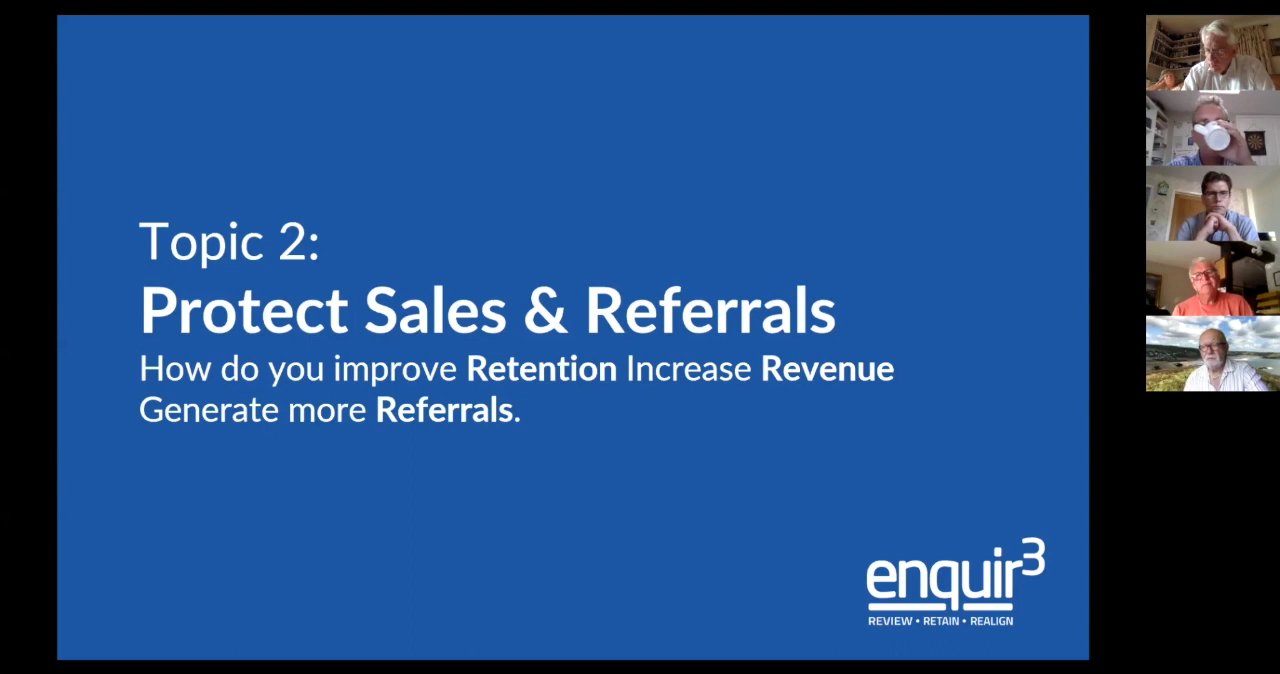 Topic 2:
Protect Sales & Referrals
How do you improve Retention Increase Revenue
Generate more Referrals.
enquir3
REVIEW • RETAIN • REALIGN